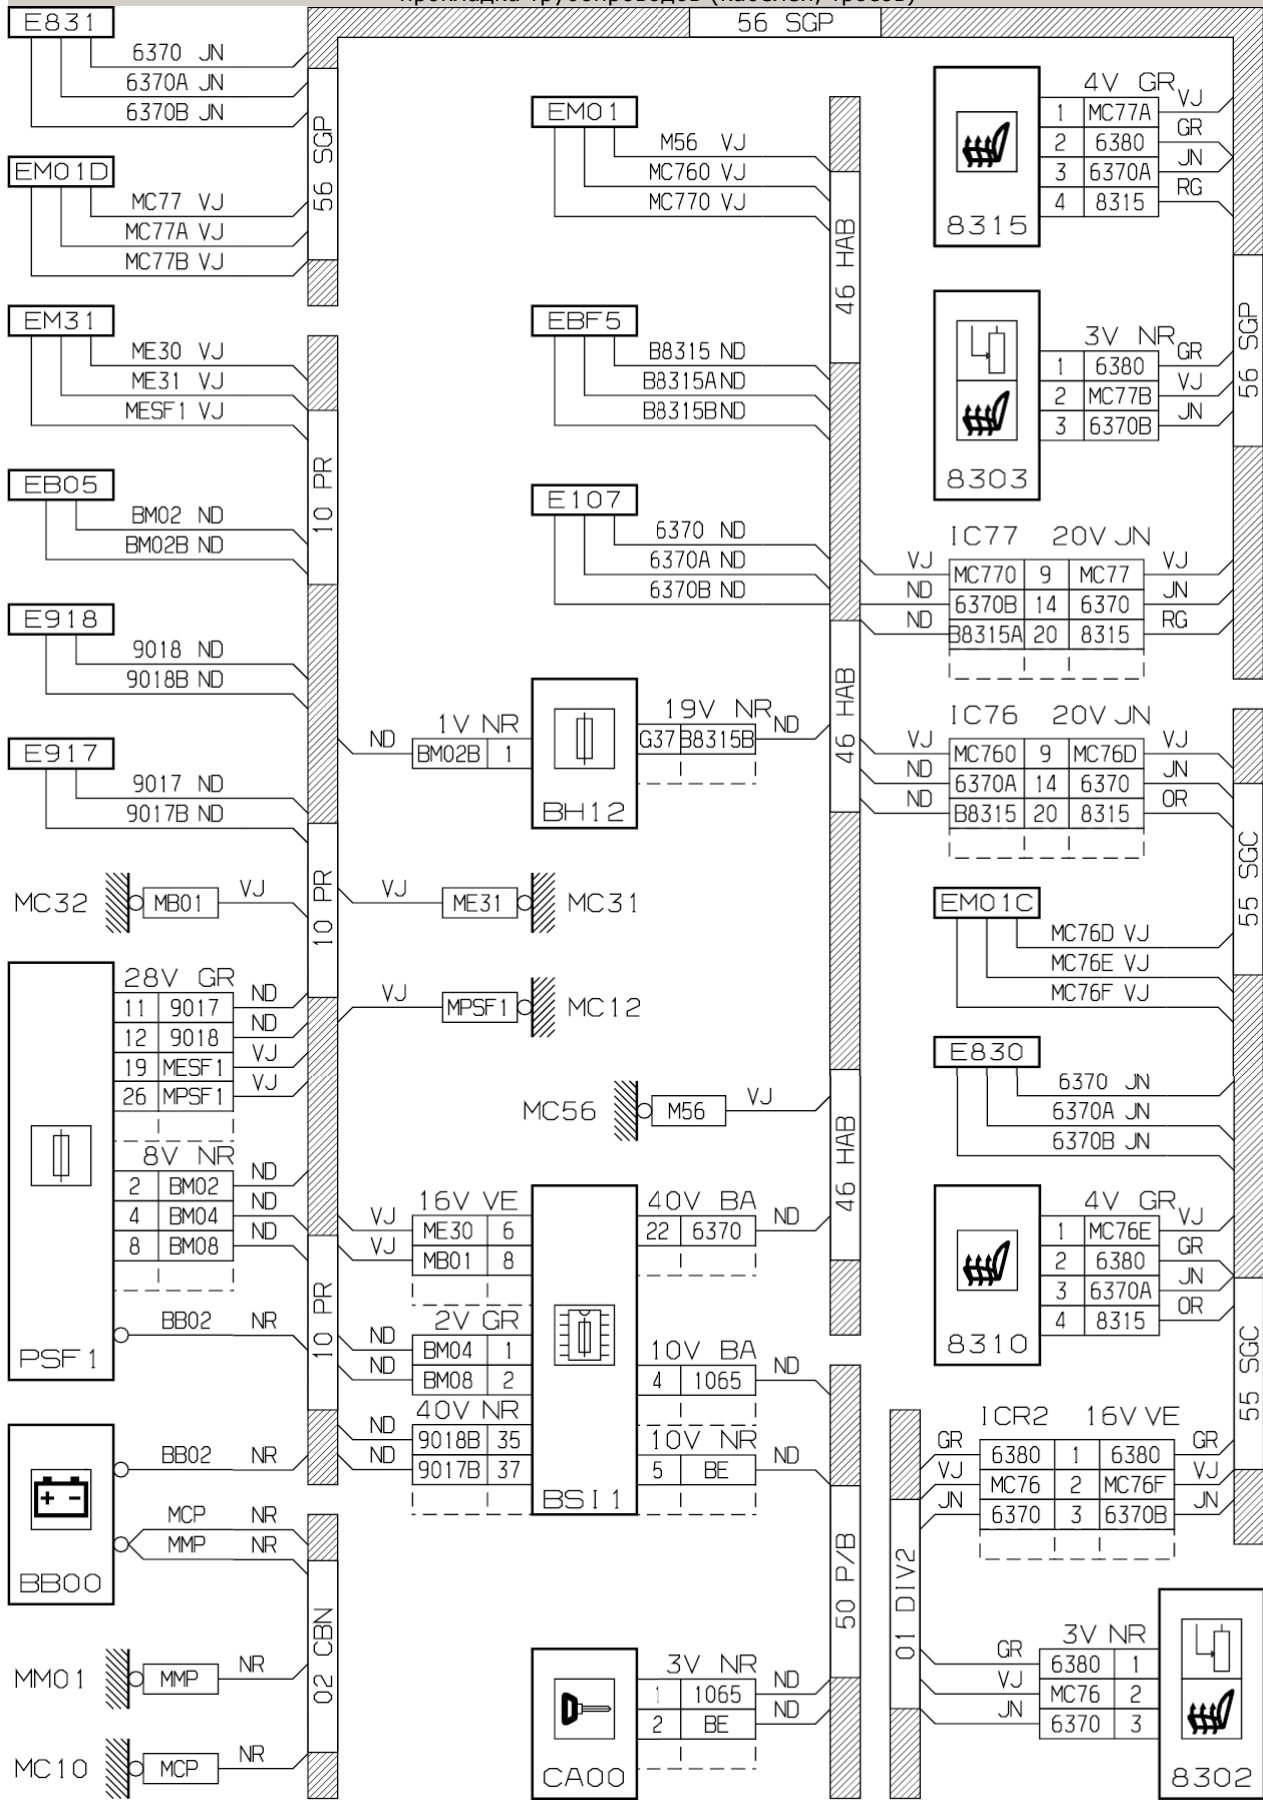 прокладка трубопроводов (кабелей, тросов)
56 SGP
E831
6370 JN
6370A JN
6370B JN
56 SGP
EM01D
MC77 VJ
MC77A VJ
MC77B VJ
EM31
ME30 VJ
ME31 VJ
MESF1 VJ
10 PR
EB05
BM02 ND
BM02B ND
E918
9018 ND
9018B ND
E917
9017 ND
9017B ND
10 PR
MC32
MB01
VJ
VJ
ME31
MC31
PSF1
28V GR
11 9017 ND
12 9018 ND
19 MESF1 VJ
26 MPSF1 VJ
8V NR
2 BM02 ND
4 BM04 ND
8 BM08 ND
BB02 NR
VJ
MPSF1
MC12
10 PR
BB00
BB02 NR
MCP NR
MMP NR
02 CBN
MM01
MMP
NR
MC10
MCP
NR
EM01
M56 VJ
MC760 VJ
MC770 VJ
46 HAB
EBF5
B8315 ND
B8315A ND
B8315B ND
E107
6370 ND
6370A ND
6370B ND
46 HAB
BH12
1V NR
ND BM02B 1
19V NR
G37 B8315B ND
MC56
M56
VJ
46 HAB
BSI1
16V VE
VJ ME30 6
VJ MB01 8
2V GR
ND BM04 1
ND BM08 2
40V NR
ND 9018B 35
ND 9017B 37
40V BA
22 6370 ND
10V BA
4 1065 ND
10V NR
5 BE ND
50 P/B
CA00
3V NR
1 1065 ND
2 BE ND
8315
4V GR
1 MC77A VJ
2 6380 GR
3 6370A JN
4 8315 RG
8303
3V NR
1 6380 GR
2 MC77B VJ
3 6370B JN
56 SGP
IC77 20V JN
VJ MC770 9 MC77 VJ
ND 6370B 14 6370 JN
ND B8315A 20 8315 RG
IC76 20V JN
VJ MC760 9 MC76D VJ
ND 6370A 14 6370 JN
ND B8315 20 8315 OR
55 SGC
EM01C
MC76D VJ
MC76E VJ
MC76F VJ
E830
6370 JN
6370A JN
6370B JN
8310
4V GR
1 MC76E VJ
2 6380 GR
3 6370A JN
4 8315 OR
55 SGC
ICR2 16V VE
GR 6380 1 6380 GR
VJ MC76 2 MC76F VJ
JN 6370 3 6370B JN
01 DIV2
8302
3V NR
GR 6380 1
VJ MC76 2
JN 6370 3